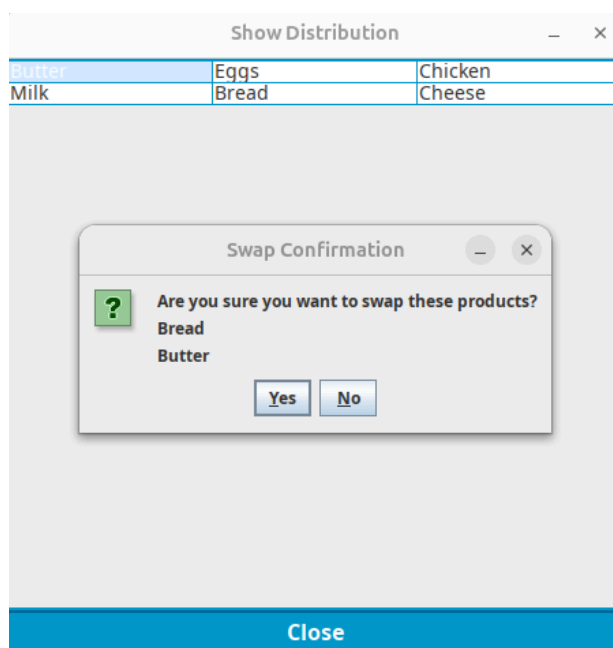 Show Distribution
Butter Eggs Chicken
Milk Bread Cheese
Swap Confirmation
? Are you sure you want to swap these products?
Bread
Butter
Yes No
Close